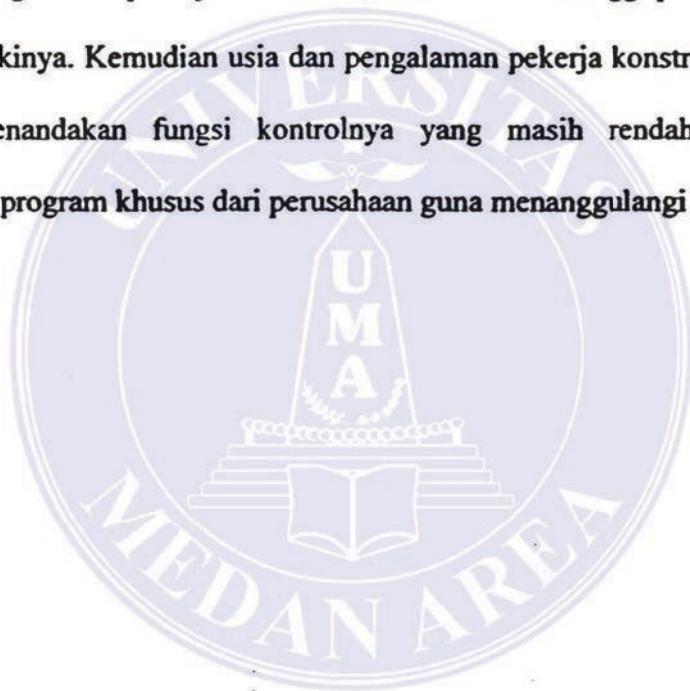 kinya. Kemudian usia dan pengalaman pekerja konstr
enandakan fungsi kontrolnya yang masih rendah
program khusus dari perusahaan guna menanggulangi
UNIVERSITAS
UMA
MEDAN AREA